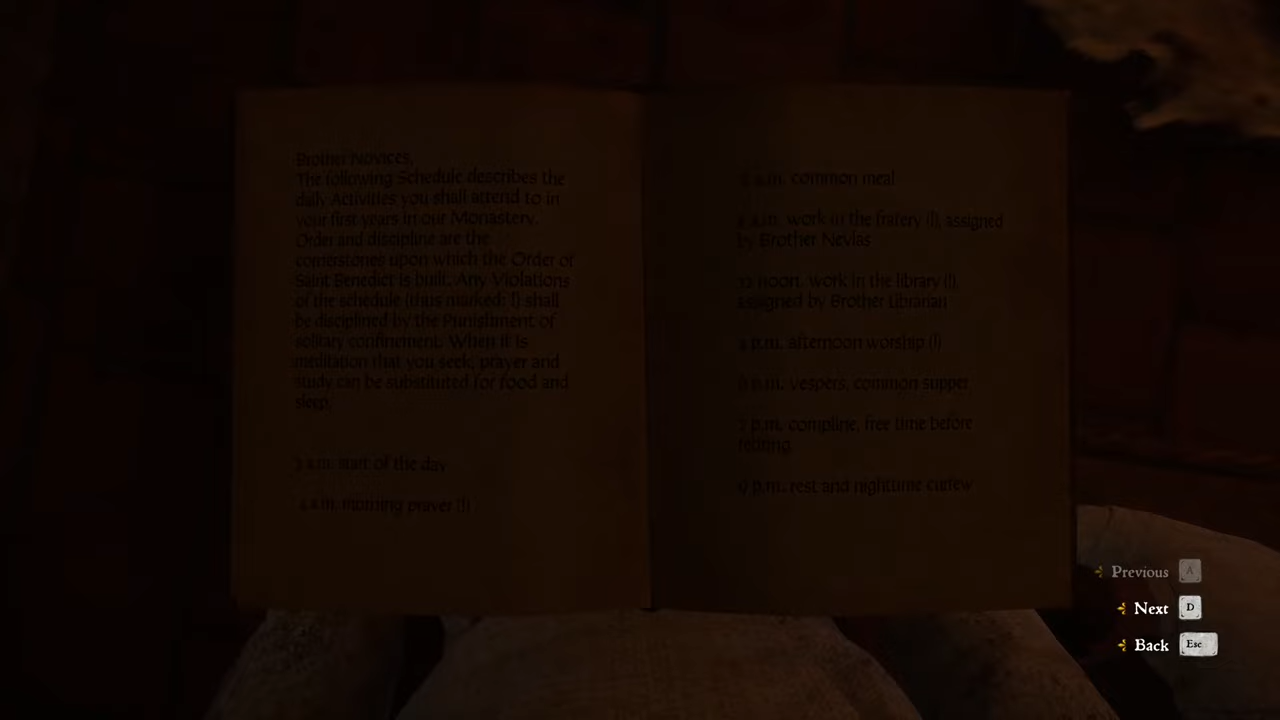 Brother Novices,
The following Schedule describes the
daily Activities you shall attend to in
your first years in our Monastery.
Order and discipline are the
cornerstones upon which the Order of
Saint Benedict is built. Any Violations
of the schedule (thus marked: !) shall
be disciplined by the Punishment of
solitary confinement. When it is
meditation that you seek, prayer and
study can be substituted for food and
sleep.
a.m. start of the day
a.m. morning prayer (!)
a.m. common meal
a.m. work in the fratery (!), assigned
by Brother Nevlas
12 noon. work in the library (!)
assigned by Brother Librarian
p.m. afternoon worship (!)
p.m. vespers, common supper
7 p.m. compline, free time before
retiring
9 p.m. rest and nightime curfew
Previous A
Next D
Back Esc